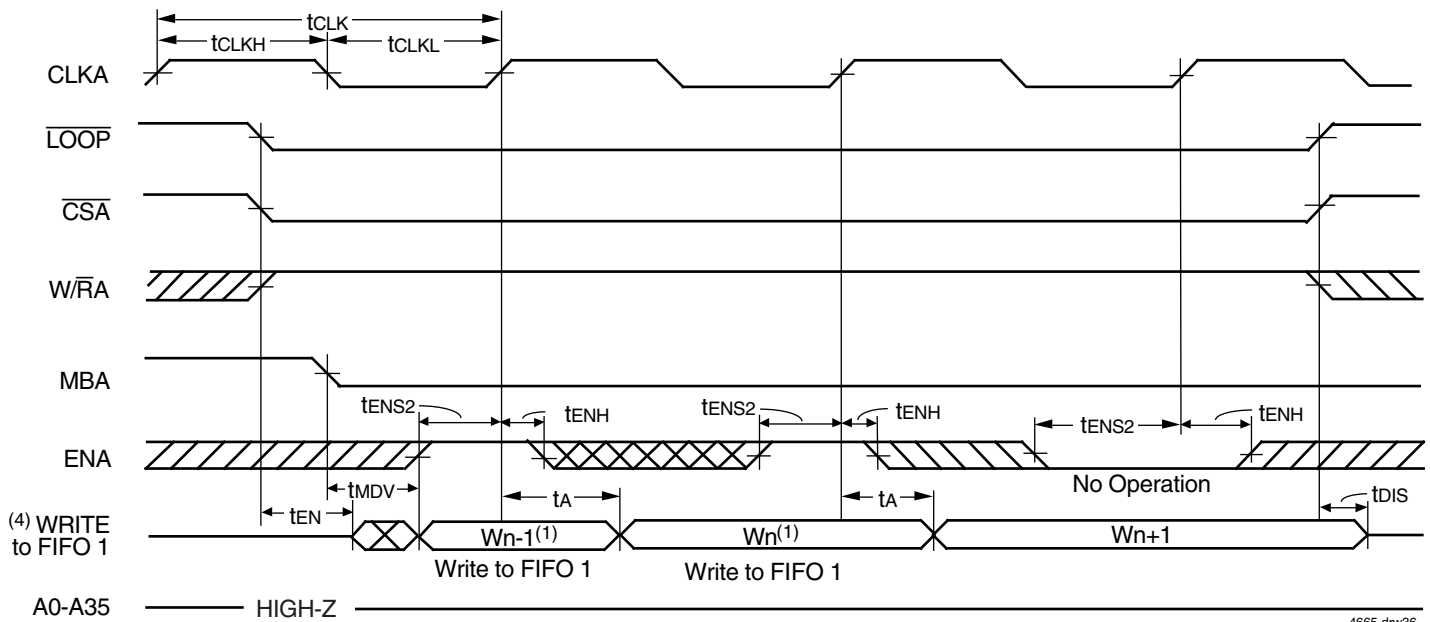 tCLK
tCLKH
tCLKL
CLKA
LOOP
CSA
W/RA
MBA
tENS2
tENH
tENS2
tENH
tENS2
tENH
ENA
No Operation
tMDV
tEN
tA
tA
tDIS
(4) WRITE
to FIFO 1
Wn-1(1)
Wn(1)
Wn+1
Write to FIFO 1
Write to FIFO 1
A0-A35
HIGH-Z